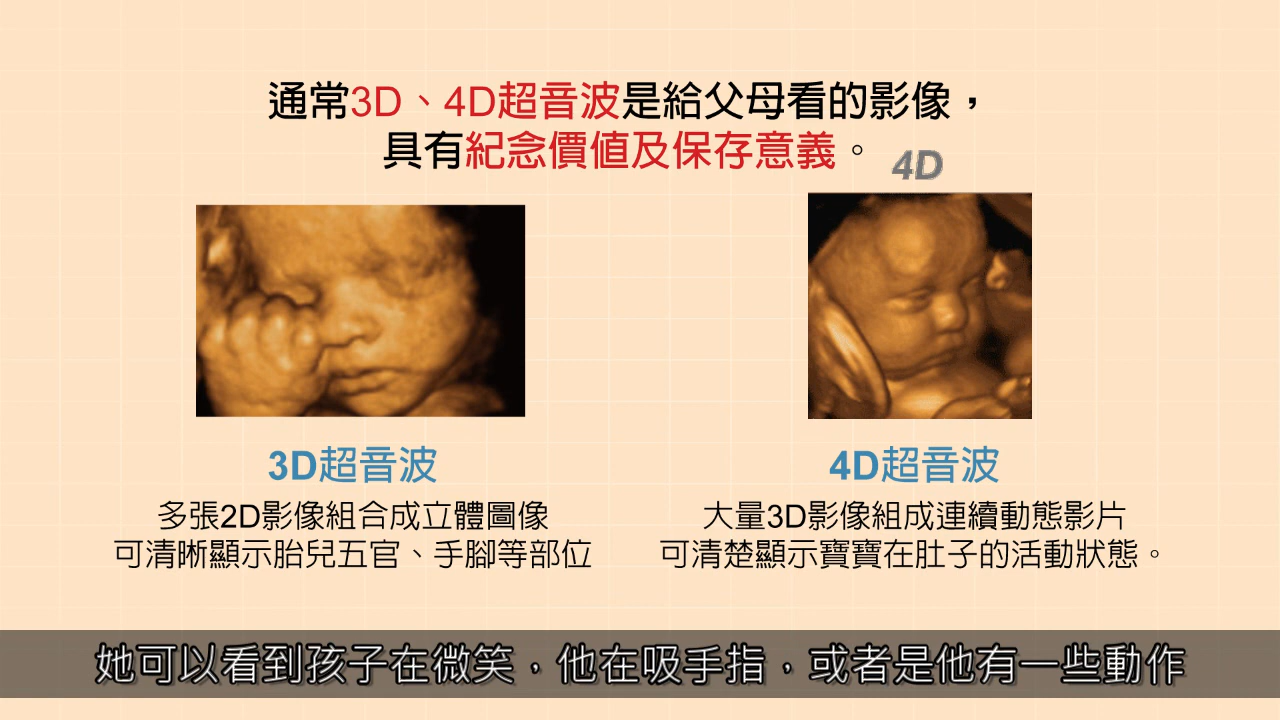 通常3D、4D超音波是給父母看的影像，
具有紀念價值及保存意義。
4D
3D超音波
多張2D影像組合成立體圖像
可清晰顯示胎兒五官、手腳等部位
4D超音波
大量3D影像組成連續動態影片
可清楚顯示寶寶在肚子的活動狀態。
她可以看到孩子在微笑，他在吸手指，或者是他有一些動作